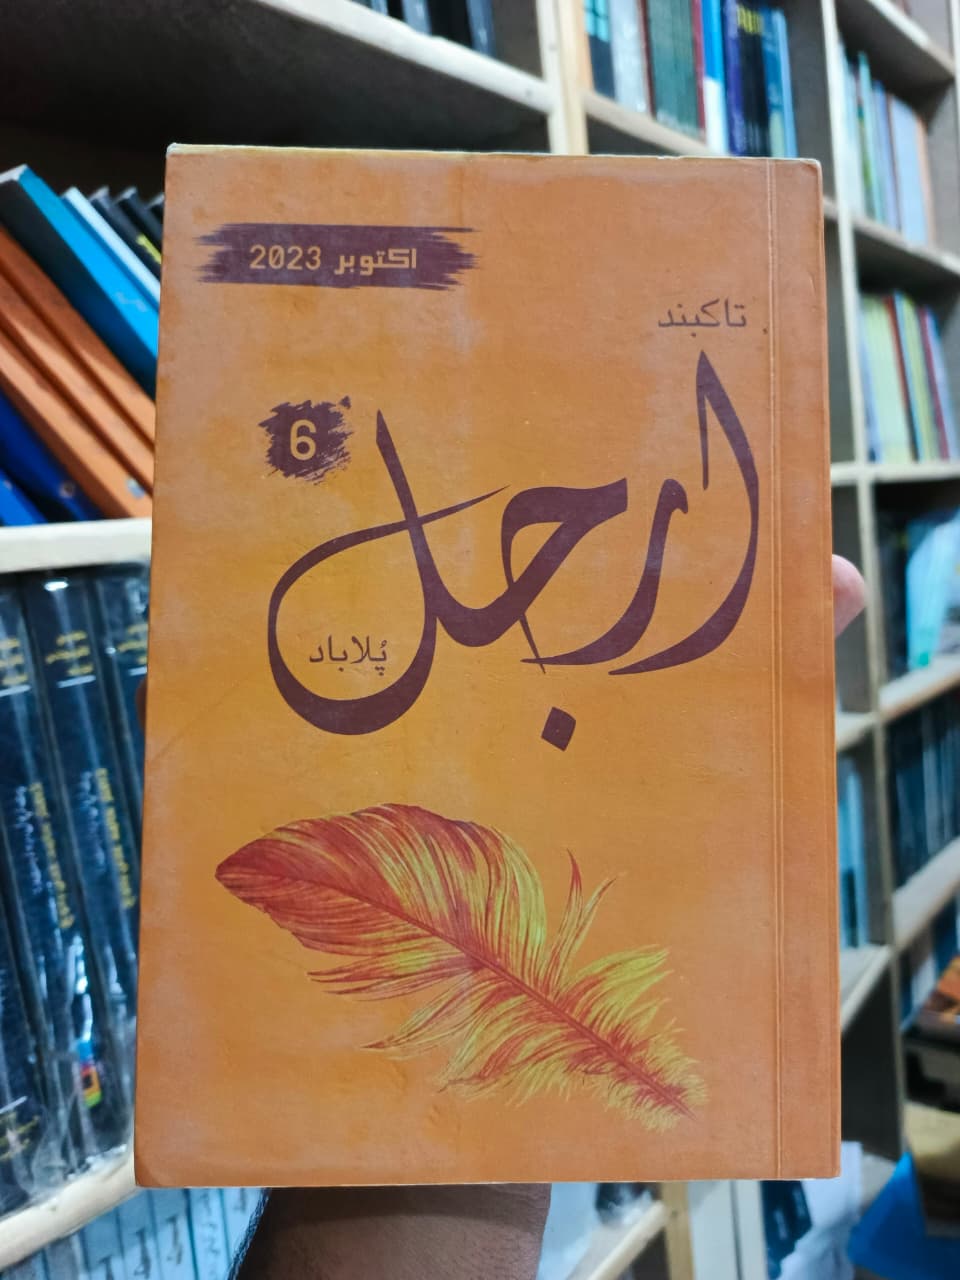 اکتوبر 2023
تاکبند
ارجل
6
پُلاباد